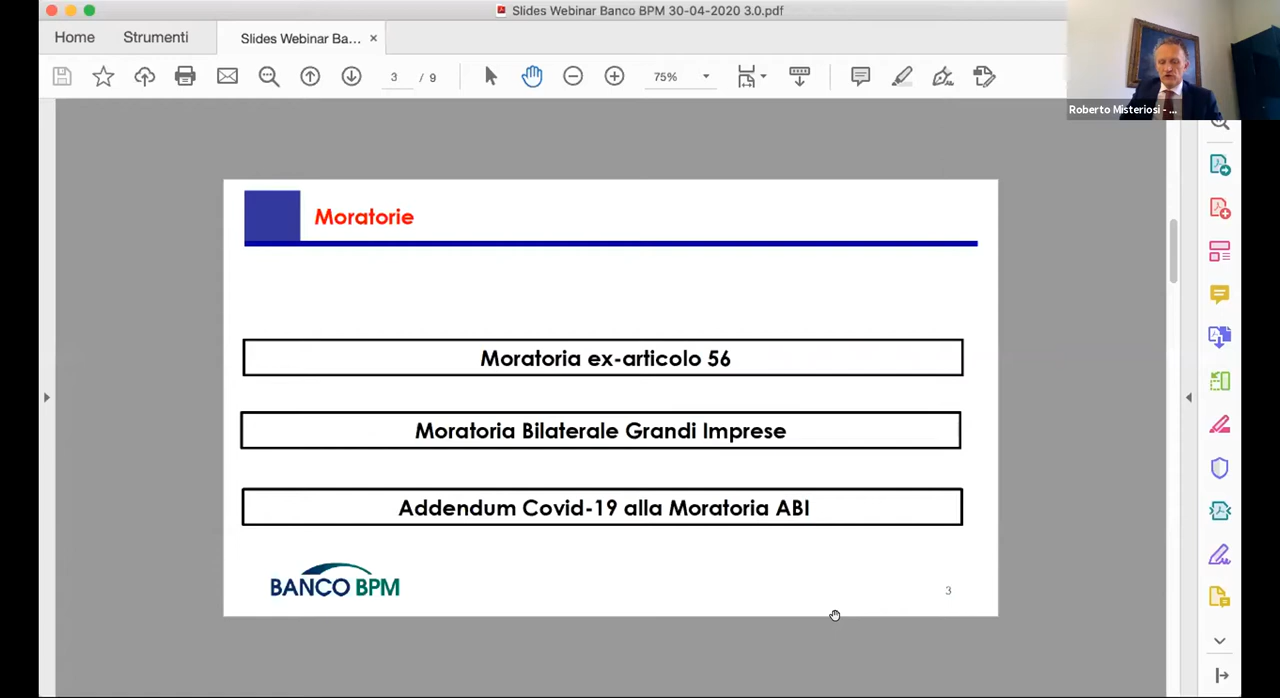 Slides Webinar Banco BPM 30-04-2020 3.0.pdf
Home
Strumenti
Slides Webinar Ba... ×
3 / 9
75%
Roberto Misteriosi - ...
Moratorie
Moratoria ex-articolo 56
Moratoria Bilaterale Grandi Imprese
Addendum Covid-19 alla Moratoria ABI
BANCO BPM
3